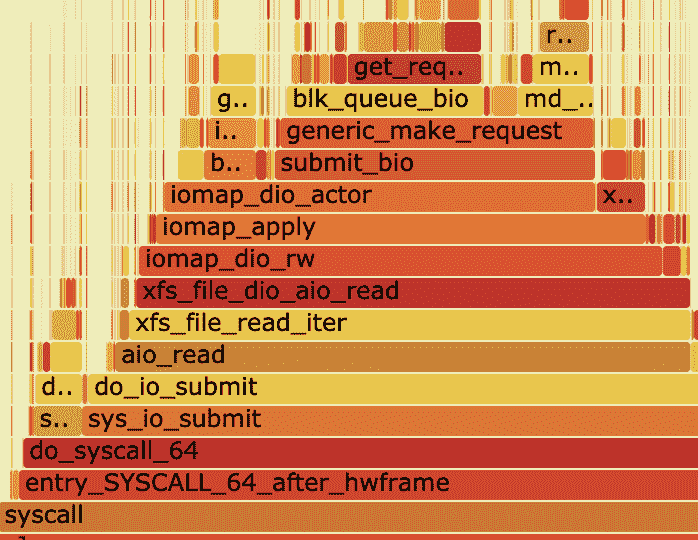 r..
get_req.. m..
g.. blk_queue_bio md_..
i.. generic_make_request
b.. submit_bio
iomap_dio_actor x..
iomap_apply
iomap_dio_rw
xfs_file_dio_aio_read
xfs_file_read_iter
aio_read
d.. do_io_submit
s.. sys_io_submit
do_syscall_64
entry_SYSCALL_64_after_hwframe
syscall